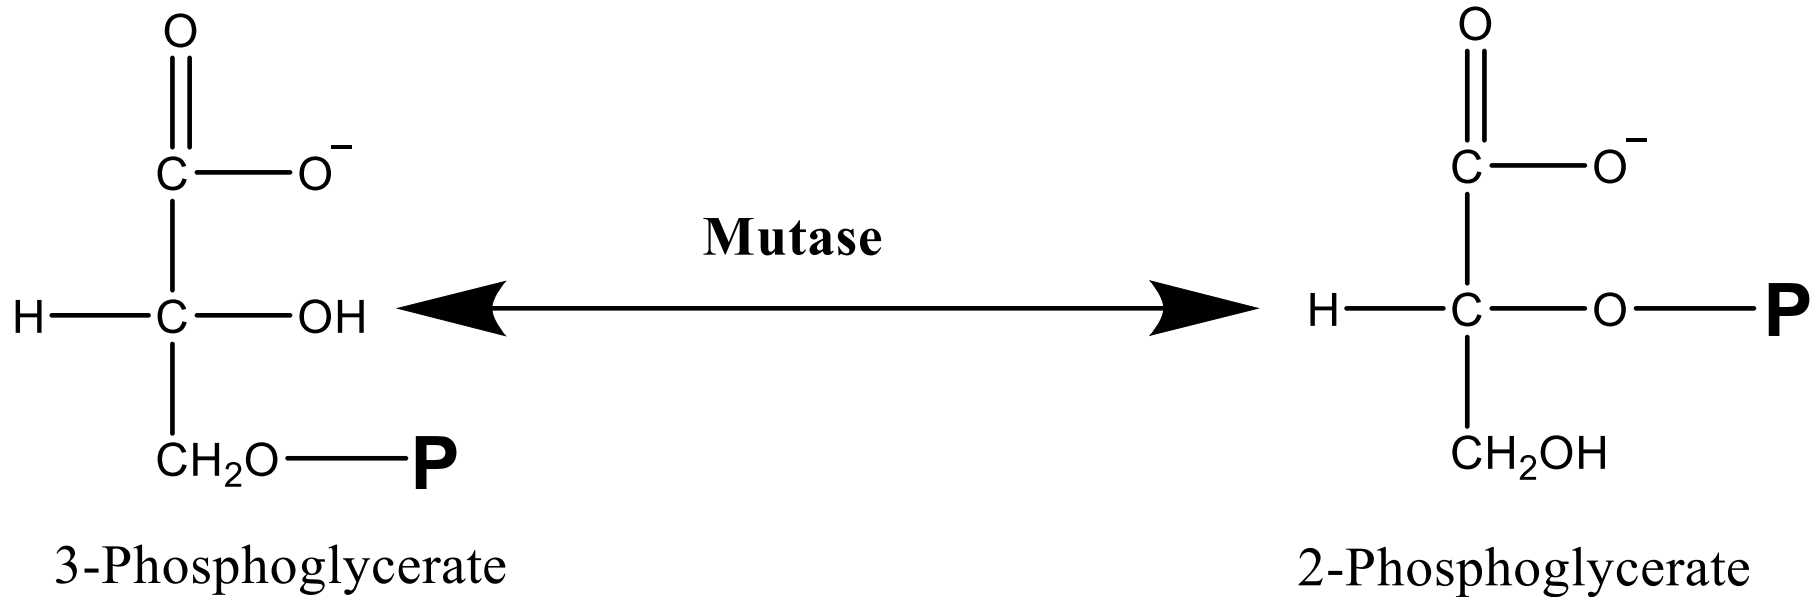 O
O
C
O−
C
O−
Mutase
H
C
OH
H
C
O
P
CH₂O
P
CH₂OH
3-Phosphoglycerate
2-Phosphoglycerate